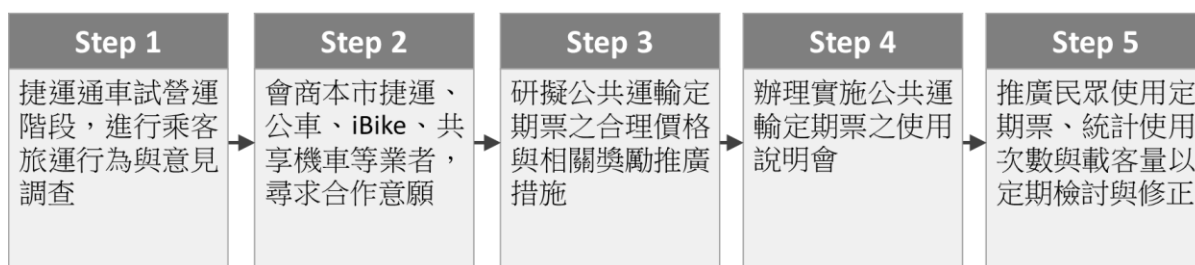 Step 1
捷運通車試營運
階段，進行乘客
旅運行為與意見
調查
Step 2
會商本市捷運、
公車、iBike、共
享機車等業者，
尋求合作意願
Step 3
研擬公共運輸定
期票之合理價格
與相關獎勵推廣
措施
Step 4
辦理實施公共運
輸定期票之使用
說明會
Step 5
推廣民眾使用定
期票、統計使用
次數與載客量以
定期檢討與修正